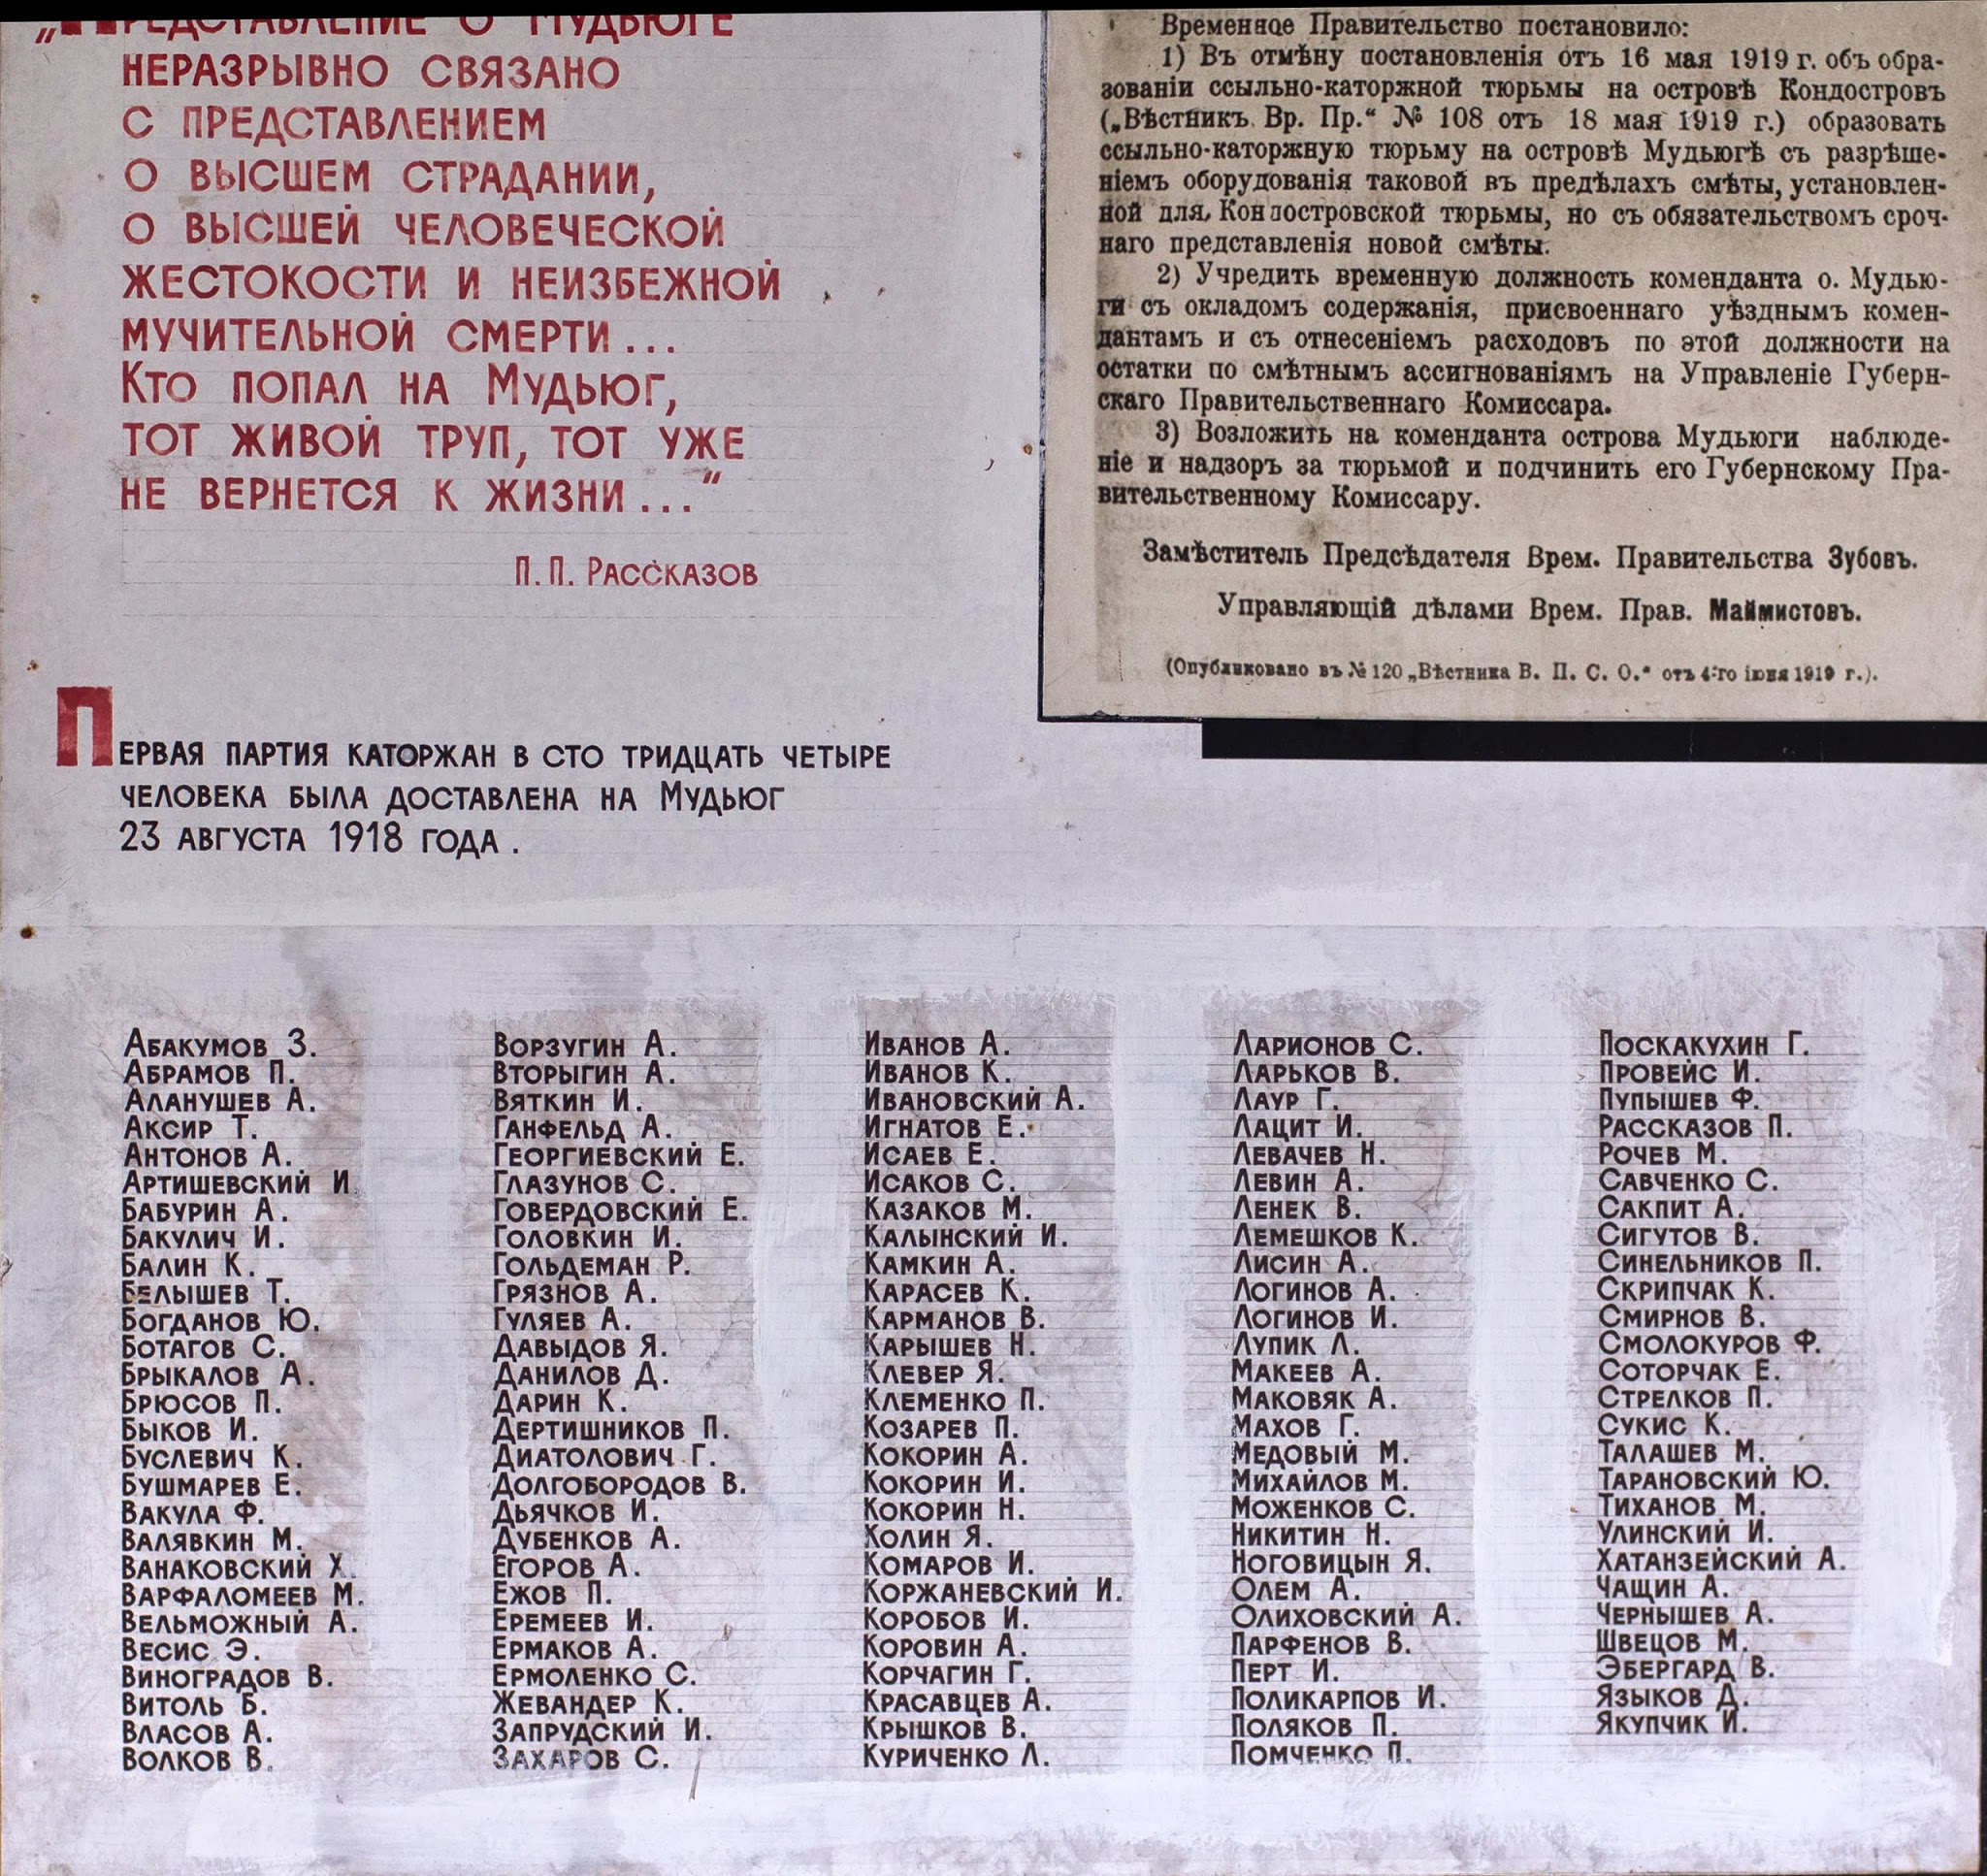 „Представление о Мудьюге
неразрывно связано
с представлением
о высшем страдании,
о высшей человеческой
жестокости и неизбежной
мучительной смерти...
Кто попал на Мудьюг,
тот живой труп, тот уже
не вернется к жизни..."
П.П. Рассказов
Временное Правительство постановило:
1) Въ отмѣну постановленія отъ 16 мая 1919 г. объ обра-
зованіи ссыльно-каторжной тюрьмы на островѣ Кондостровъ
(„Вѣстникъ Вр. Пр.“ № 108 отъ 18 мая 1919 г.) образовать
ссыльно-каторжную тюрьму на островѣ Мудьюгѣ съ разрѣше-
ніемъ оборудованія таковой въ предѣлахъ смѣты, установлен-
ной для Кондостровской тюрьмы, но съ обязательствомъ сроч-
наго представленія новой смѣты.
2) Учредить временную должность коменданта о. Мудью-
ги съ окладомъ содержанія, присвоеннаго уѣзднымъ комен-
дантамъ и съ отнесеніемъ расходовъ по этой должности на
остатки по смѣтнымъ ассигнованіямъ на Управленіе Губерн-
скаго Правительственнаго Комиссара.
3) Возложить на коменданта острова Мудьюги наблюде-
ніе и надзоръ за тюрьмой и подчинить его Губернскому Пра-
вительственному Комиссару.
Замѣститель Предсѣдателя Врем. Правительства Зубовъ.
Управляющій дѣлами Врем. Прав. Маймистовъ.
(Опубликовано въ № 120 „Вѣстника В. П. С. О.“ отъ 4-го іюня 1919 г.).
Первая партия каторжан в сто тридцать четыре
человека была доставлена на Мудьюг
23 августа 1918 года.
Абакумов З.
Абрамов П.
Аланушев А.
Аксир Т.
Антонов А.
Артишевский И
Бабурин А.
Бакулич И.
Балин К.
Белышев Т.
Богданов Ю.
Ботагов С.
Брыкалов А.
Брюсов П.
Быков И.
Буслевич К.
Бушмарев Е.
Вакула Ф.
Валявкин М.
Ванаковский Х.
Варфаломеев М.
Вельможный А.
Весис Э.
Виноградов В.
Витоль Б.
Власов А.
Волков В.
Ворзугин А.
Вторыгин А.
Вяткин И.
Ганфельд А.
Георгиевский Е.
Глазунов С.
Говердовский Е.
Головкин И.
Гольдеман Р.
Грязнов А.
Гуляев А.
Давыдов Я.
Данилов Д.
Дарин К.
Дертишников П.
Диатолович Г.
Долгобородов В.
Дьячков И.
Дубенков А.
Егоров А.
Ежов П.
Еремеев И.
Ермаков А.
Ермоленко С.
Жевандер К.
Запрудский И.
Захаров С.
Иванов А.
Иванов К.
Ивановский А.
Игнатов Е.
Исаев Е.
Исаков С.
Казаков М.
Калынский И.
Камкин А.
Карасев К.
Карманов В.
Карышев Н.
Клевер Я.
Клеменко П.
Козарев П.
Кокорин А.
Кокорин И.
Кокорин Н.
Холин Я.
Комаров И.
Коржаневский И.
Коробов И.
Коровин А.
Корчагин Г.
Красавцев А.
Крышков В.
Куриченко Л.
Ларионов С.
Ларьков В.
Лаур Г.
Лацит И.
Левачев Н.
Левин А.
Ленек В.
Лемешков К.
Лисин А.
Логинов А.
Логинов И.
Лупик Л.
Макеев А.
Маковяк А.
Махов Г.
Медовый М.
Михайлов М.
Моженков С.
Никитин Н.
Ноговицын Я.
Олем А.
Олиховский А.
Парфенов В.
Перт И.
Поликарпов И.
Поляков П.
Помченко П.
Поскакухин Г.
Провейс И.
Пупышев Ф.
Рассказов П.
Рочев М.
Савченко С.
Сакпит А.
Сигутов В.
Синельников П.
Скрипчак К.
Смирнов В.
Смолокуров Ф.
Соторчак Е.
Стрелков П.
Сукис К.
Талашев М.
Тарановский Ю.
Тиханов М.
Улинский И.
Хатанзейский А.
Чащин А.
Чернышев А.
Швецов М.
Эбергард В.
Языков Д.
Якупчик И.